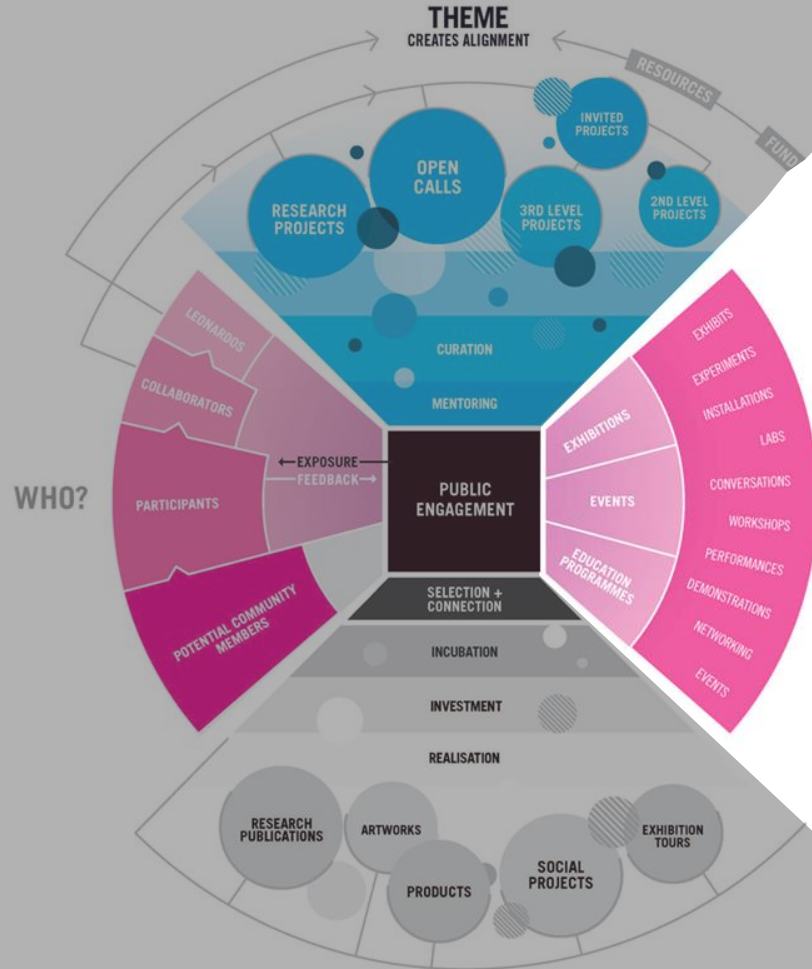 THEME
CREATES ALIGNMENT
RESOURCES
FUND
INVITED
PROJECTS
OPEN
CALLS
RESEARCH
PROJECTS
3RD LEVEL
PROJECTS
2ND LEVEL
PROJECTS
CURATION
MENTORING
WHO?
LEONARDOS
COLLABORATORS
PARTICIPANTS
POTENTIAL COMMUNITY
MEMBERS
EXPOSURE
FEEDBACK
PUBLIC
ENGAGEMENT
EXHIBITIONS
EVENTS
EDUCATION
PROGRAMMES
EXHIBITS
EXPERIMENTS
INSTALLATIONS
LABS
CONVERSATIONS
WORKSHOPS
PERFORMANCES
DEMONSTRATIONS
NETWORKING
EVENTS
SELECTION +
CONNECTION
INCUBATION
INVESTMENT
REALISATION
RESEARCH
PUBLICATIONS
ARTWORKS
PRODUCTS
SOCIAL
PROJECTS
EXHIBITION
TOURS